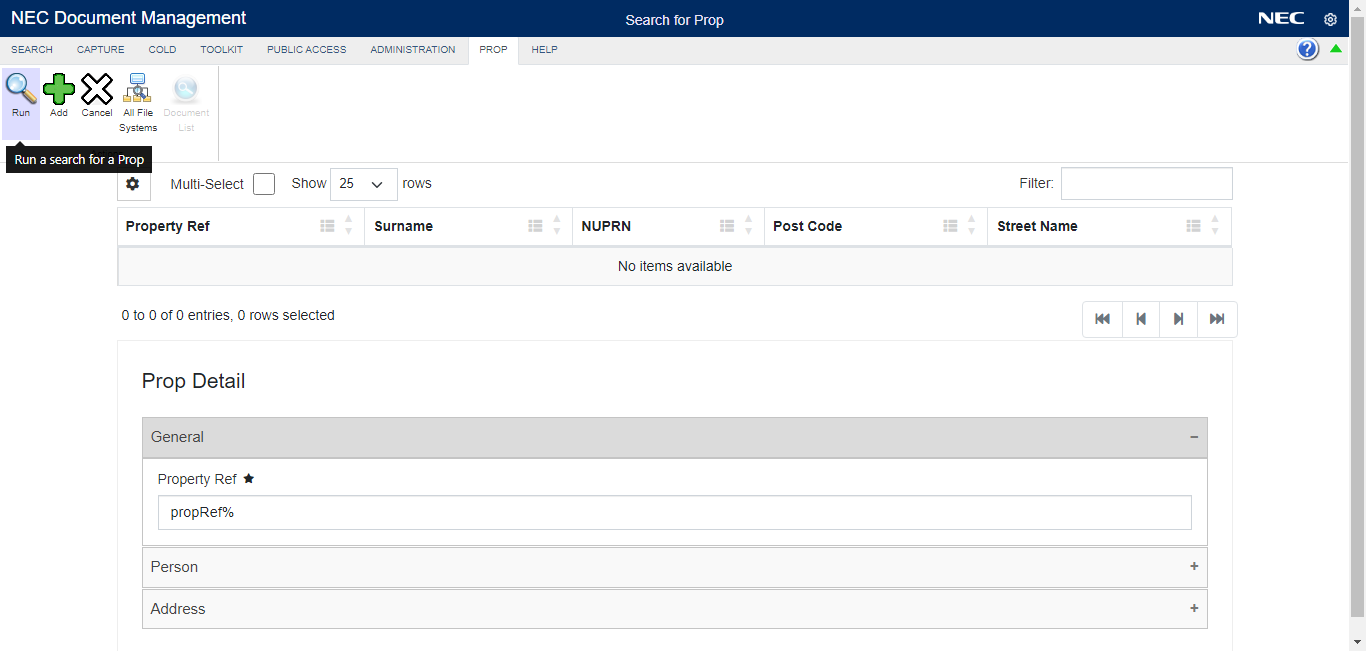 NEC Document Management
Search for Prop
NEC
SEARCH CAPTURE COLD TOOLKIT PUBLIC ACCESS ADMINISTRATION PROP HELP
?
Run Add Cancel All File Systems Document List
Run a search for a Prop
Multi-Select Show 25 rows Filter:
Property Ref Surname NUPRN Post Code Street Name
No items available
0 to 0 of 0 entries, 0 rows selected
Prop Detail
General −
Property Ref ★
propRef%
Person +
Address +